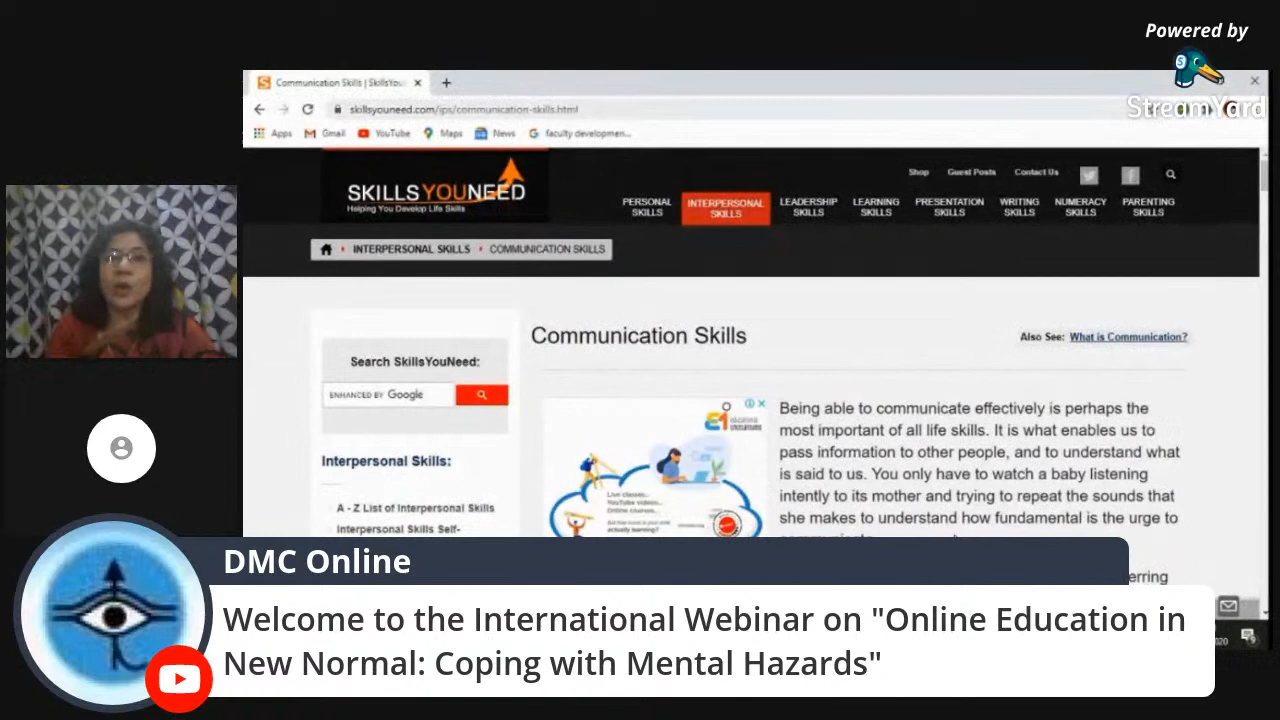 Powered by
StreamYard
Communication Skills | SkillsYou
skillsyouneed.com/ips/communication-skills.html
Apps Gmail YouTube Maps News faculty developmen...
SKILLSYOUNEED
Helping You Develop Life Skills
Shop Guest Posts Contact Us
PERSONAL SKILLS
INTERPERSONAL SKILLS
LEADERSHIP SKILLS
LEARNING SKILLS
PRESENTATION SKILLS
WRITING SKILLS
NUMERACY SKILLS
PARENTING SKILLS
INTERPERSONAL SKILLS COMMUNICATION SKILLS
Communication Skills
Also See: What is Communication?
Search SkillsYouNeed:
ENHANCED BY Google
Interpersonal Skills:
A - Z List of Interpersonal Skills
Interpersonal Skills Self-
Live classes...
YouTube videos...
Online courses...
Being able to communicate effectively is perhaps the
most important of all life skills. It is what enables us to
pass information to other people, and to understand what
is said to us. You only have to watch a baby listening
intently to its mother and trying to repeat the sounds that
she makes to understand how fundamental is the urge to
erring
DMC Online
Welcome to the International Webinar on "Online Education in
New Normal: Coping with Mental Hazards"